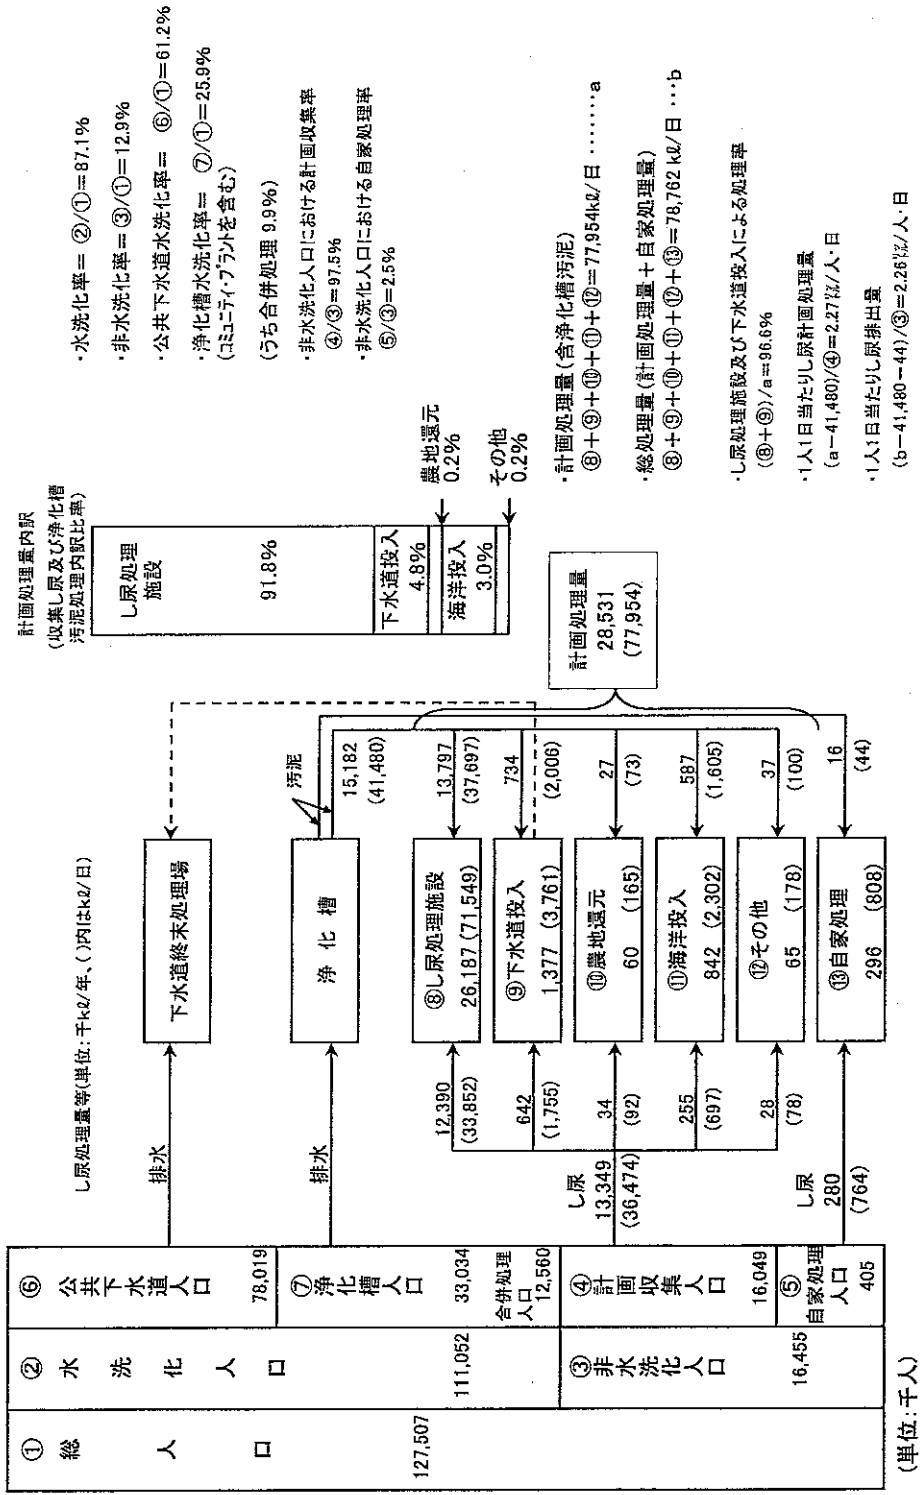 し尿処理量等(単位:千kℓ/年、( )内はkℓ/日)
① 総人口
127,507
② 水洗化人口
111,052
③ 非水洗化人口
16,455
⑥ 公共下水道人口
78,019
⑦ 浄化槽人口
33,034
合併処理
人口
12,560
④ 計画収集人口
16,049
⑤
自家処理
人口
405
(単位:千人)
排水
排水
し尿
13,349
(36,474)
し尿
280
(764)
12,390
(33,852)
642
(1,755)
34
(92)
255
(697)
28
(78)
下水道終末処理場
浄化槽
⑧し尿処理施設
26,187 (71,549)
⑨下水道投入
1,377 (3,761)
⑩農地還元
60 (165)
⑪海洋投入
842 (2,302)
⑫その他
65 (178)
⑬自家処理
296 (808)
汚泥
15,182
(41,480)
13,797
(37,697)
734
(2,006)
27
(73)
587
(1,605)
37
(100)
16
(44)
計画処理量
28,531
(77,954)
計画処理量内訳
(収集し尿及び浄化槽
汚泥処理内訳比率)
し尿処理
施設
91.8%
下水道投入
4.8%
海洋投入
3.0%
農地還元
0.2%
その他
0.2%
・水洗化率= ②/①=87.1%
・非水洗化率= ③/①=12.9%
・公共下水道水洗化率= ⑥/①=61.2%
・浄化槽水洗化率= ⑦/①=25.9%
(コミュニティ・プラントを含む)
(うち合併処理 9.9%)
・非水洗化人口における計画収集率
④/③=97.5%
・非水洗化人口における自家処理率
⑤/③=2.5%
・計画処理量(含浄化槽汚泥)
⑧+⑨+⑩+⑪+⑫=77,954kℓ/日 ……a
・総処理量(計画処理量+自家処理量)
⑧+⑨+⑩+⑪+⑫+⑬=78,762 kℓ/日 …b
・し尿処理施設及び下水道投入による処理率
(⑧+⑨)/a=96.6%
・1人1日当たりし尿計画処理量
(a-41,480)/④=2.27㍑/人・日
・1人1日当たりし尿排出量
(b-41,480-44)/③=2.26㍑/人・日